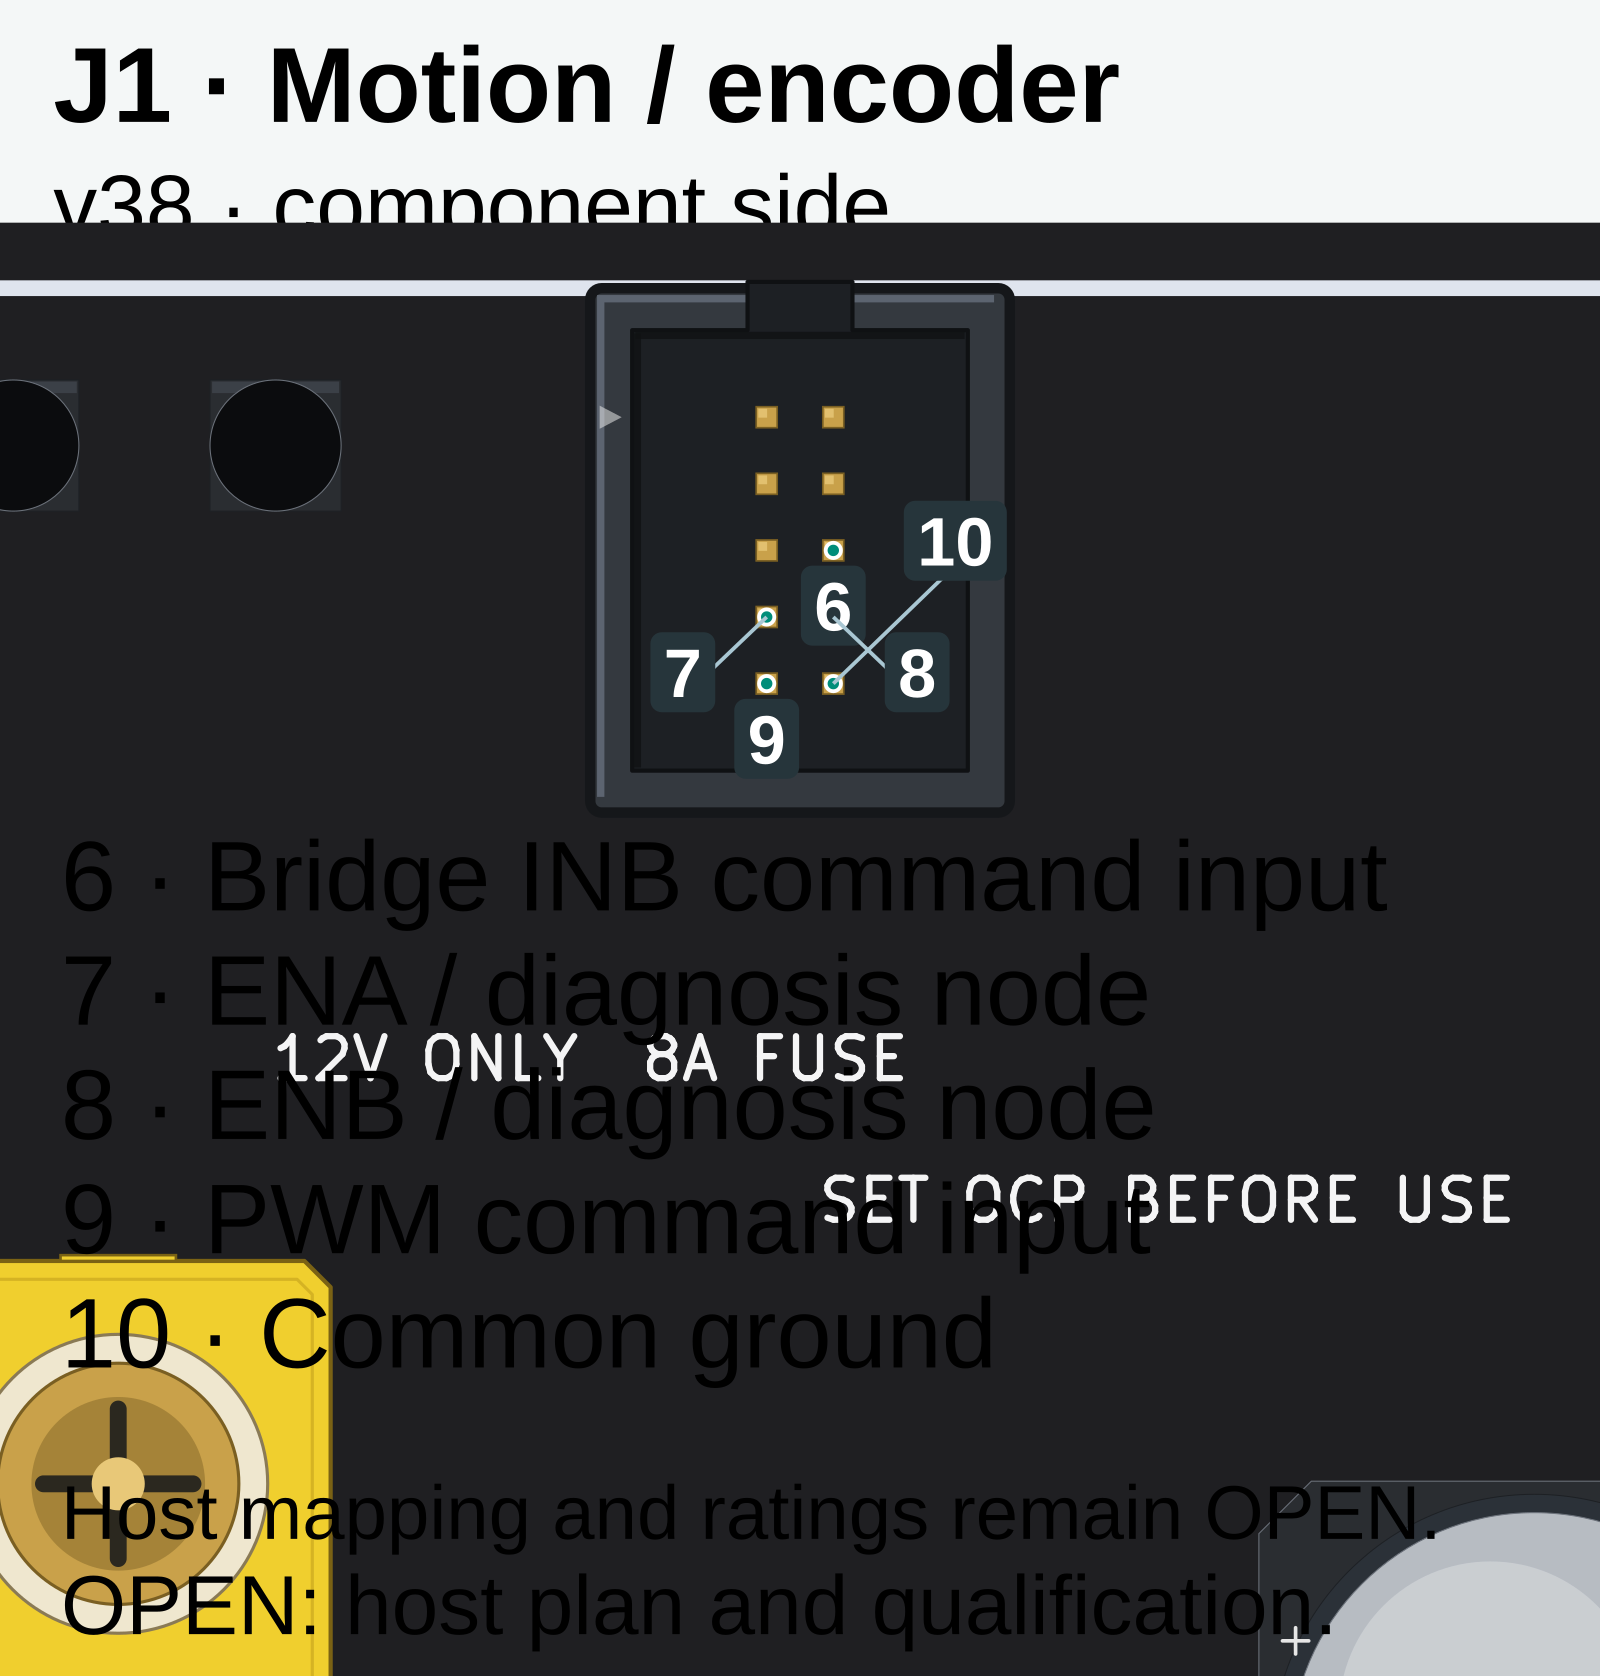 J1 · Motion / encoder
v38 · component side
10
6
7
8
9
6 · Bridge INB command input
7 · ENA / diagnosis node
12V ONLY 8A FUSE
8 · ENB / diagnosis node
SET OCP BEFORE USE
9 · PWM command input
10 · Common ground
Host mapping and ratings remain OPEN.
OPEN: host plan and qualification.
+